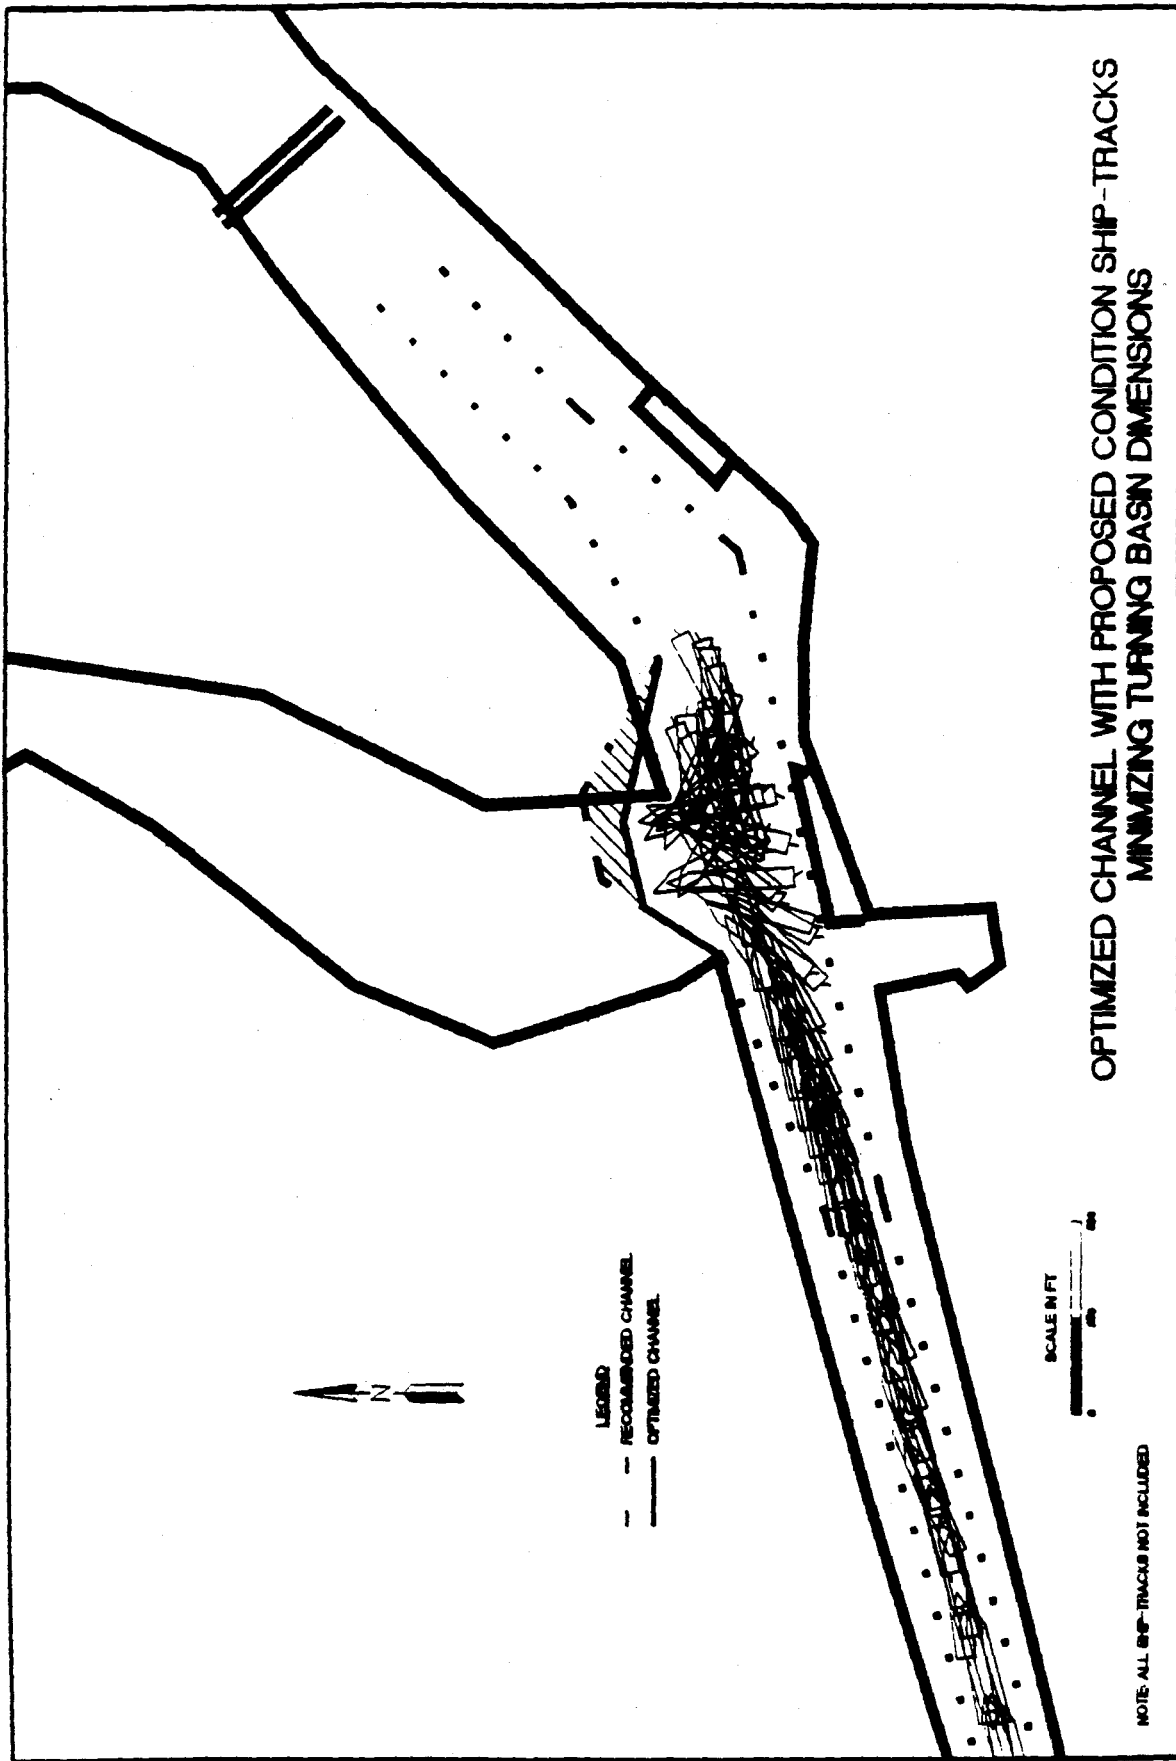 N
LEGEND
RECOMMENDED CHANNEL
OPTIMIZED CHANNEL
SCALE IN FT
0
NOTE: ALL SHIP-TRACKS NOT INCLUDED
OPTIMIZED CHANNEL WITH PROPOSED CONDITION SHIP-TRACKS
MINIMIZING TURNING BASIN DIMENSIONS